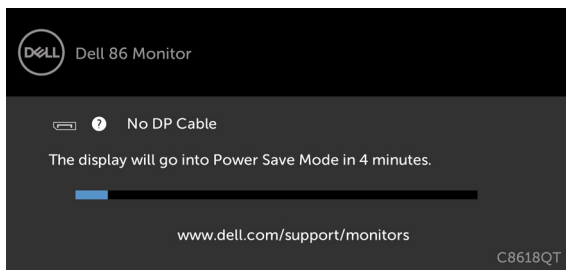 DELL
Dell 86 Monitor
? No DP Cable
The display will go into Power Save Mode in 4 minutes.
www.dell.com/support/monitors
C8618QT